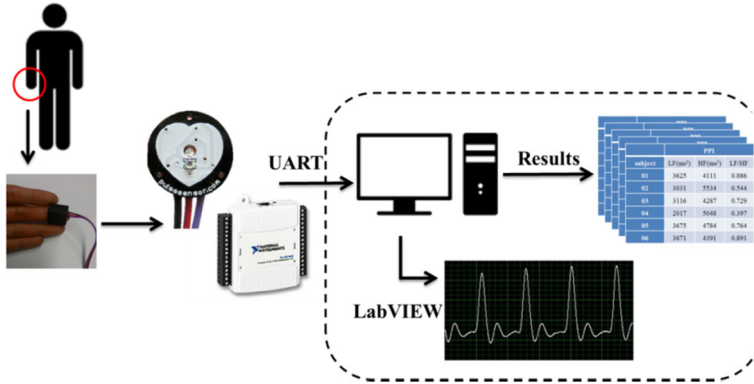 pulsesensor.com
NATIONAL
INSTRUMENTS
UART
LabVIEW
Results
PPI
subject LF(ms²) HF(ms²) LF/HF
01 3625 4111 0.886
02 3031 5534 0.544
03 3116 4287 0.729
04 2017 5048 0.397
05 3675 4784 0.764
06 3671 4391 0.891